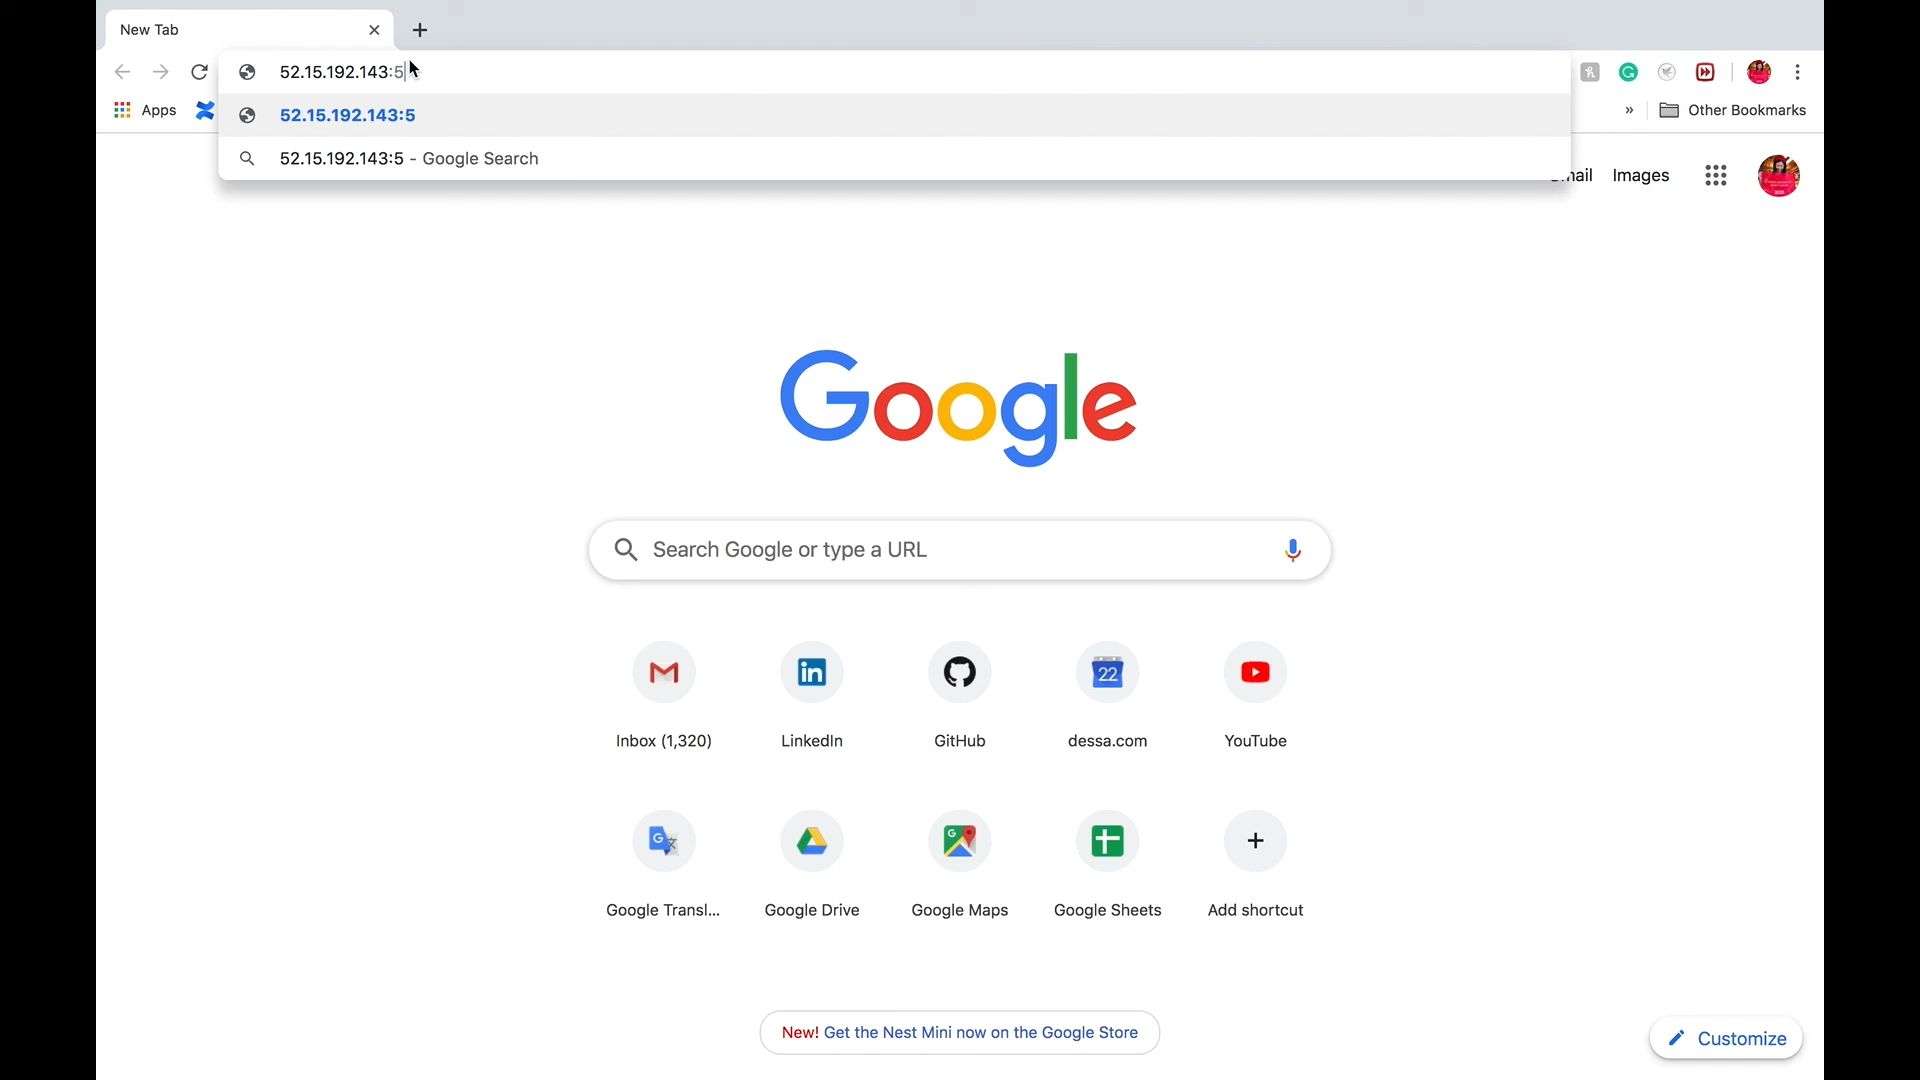 New Tab
52.15.192.143:5
Apps
52.15.192.143:5
Other Bookmarks
52.15.192.143:5 - Google Search
Images
Google
Search Google or type a URL
22
Inbox (1,320)
LinkedIn
GitHub
dessa.com
YouTube
Google Transl...
Google Drive
Google Maps
Google Sheets
Add shortcut
New! Get the Nest Mini now on the Google Store
Customize